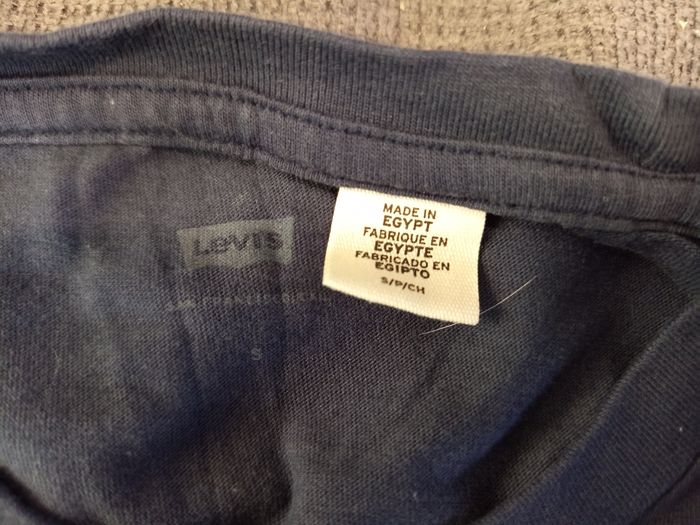 Levi's
S
MADE IN
EGYPT
FABRIQUE EN
EGYPTE
FABRICADO EN
EGIPTO
S/P/CH